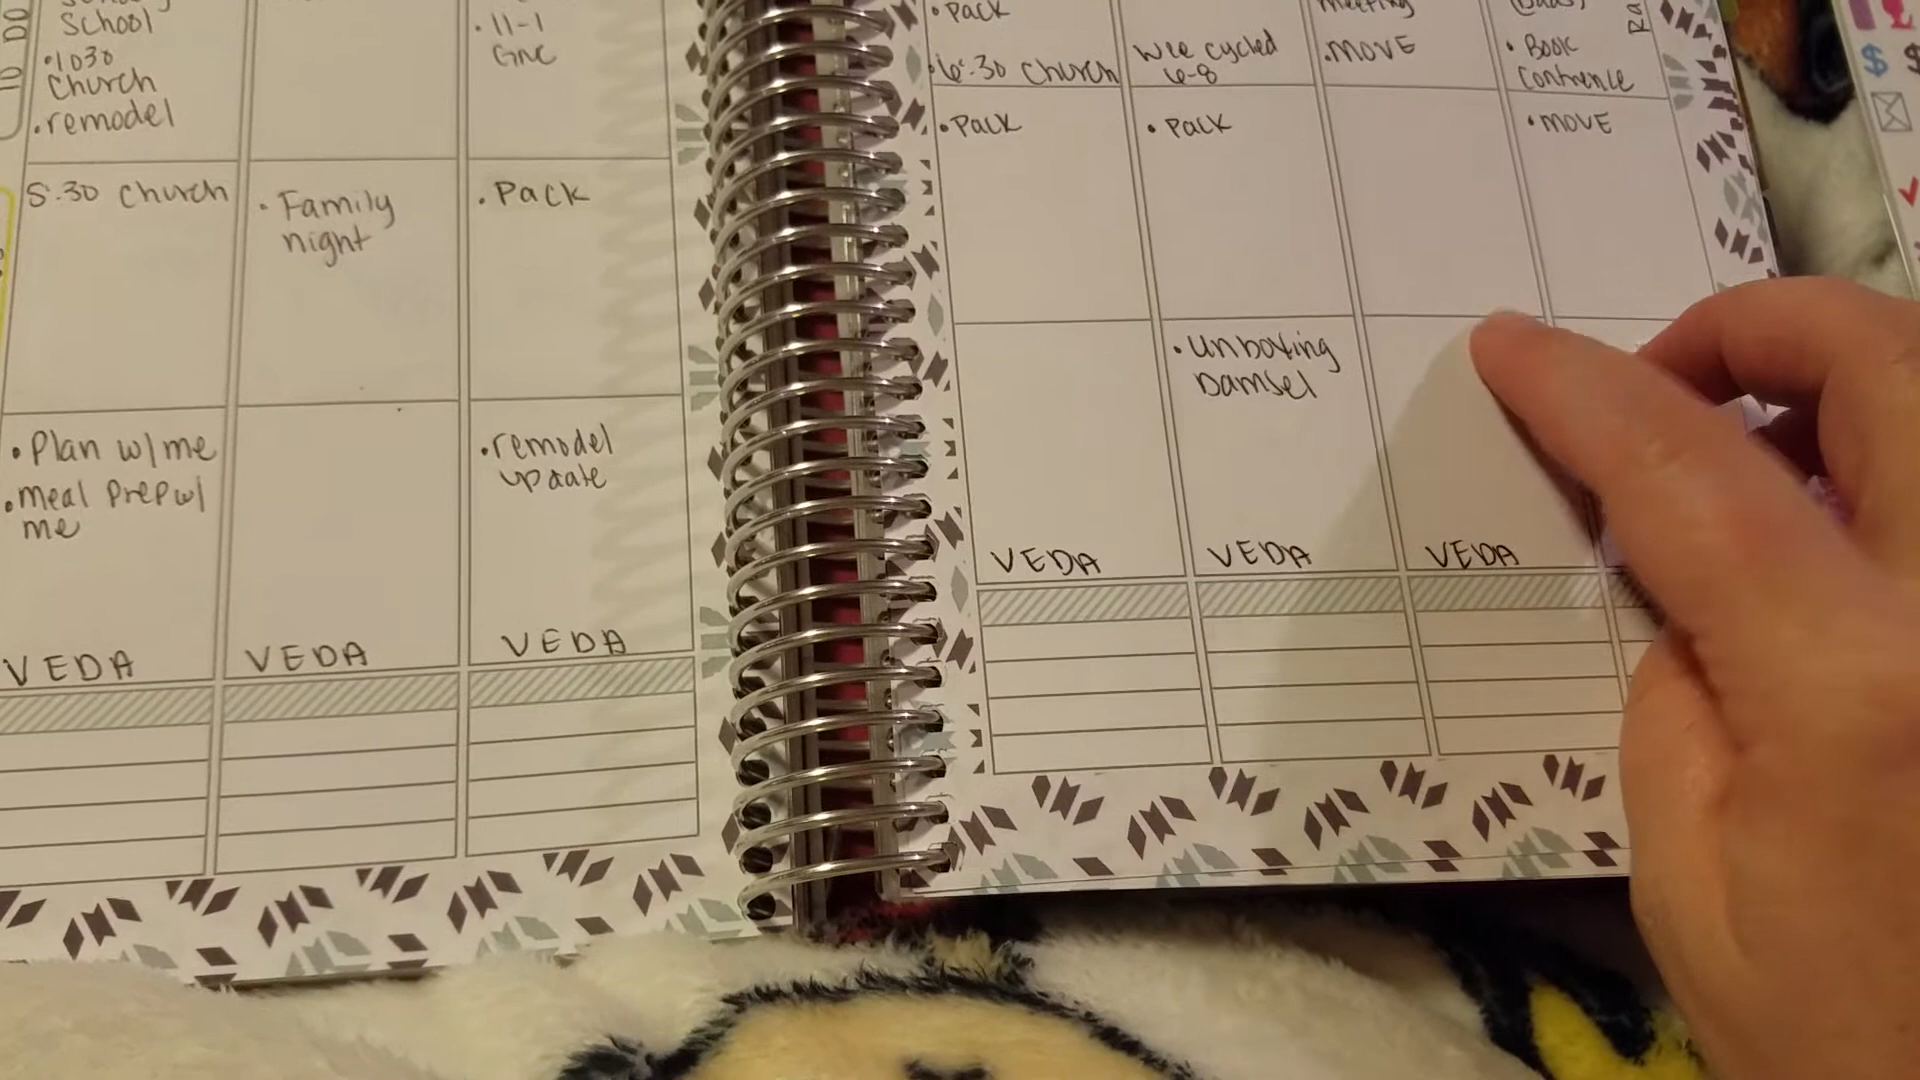 School
• 1030
Church
• remodel
• 11-1
GNC
8:30 Church
• Family
night
• Pack
• Plan w/ me
• meal Prep w/
me
• remodel
update
VEDA
VEDA
VEDA
• Pack
• 6:30 Church
wee cycled
6-8
meeting
• MOVE
• Book
Conference
• Pack
• Pack
• MOVE
• unboxing
Damsel
VEDA
VEDA
VEDA
$